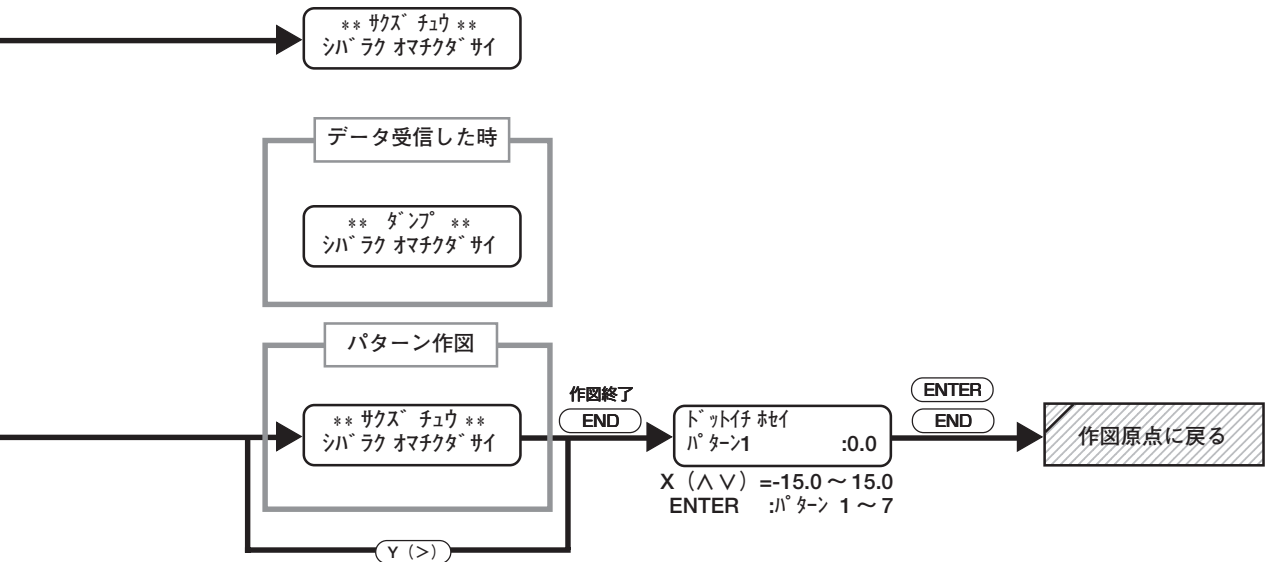 ** ｻｸｽﾞ ﾁｭｳ **
ｼﾊﾞﾗｸ ｵﾏﾁｸﾀﾞｻｲ
データ受信した時
** ﾀﾞﾝﾌﾟ **
ｼﾊﾞﾗｸ ｵﾏﾁｸﾀﾞｻｲ
パターン作図
** ｻｸｽﾞ ﾁｭｳ **
ｼﾊﾞﾗｸ ｵﾏﾁｸﾀﾞｻｲ
作図終了
END
ﾄﾞｯﾄｲﾁ ﾎｾｲ
ﾊﾟﾀｰﾝ1 :0.0
X（∧∨）=-15.0～15.0
ENTER :ﾊﾟﾀｰﾝ 1～7
ENTER
END
作図原点に戻る
Y（>）